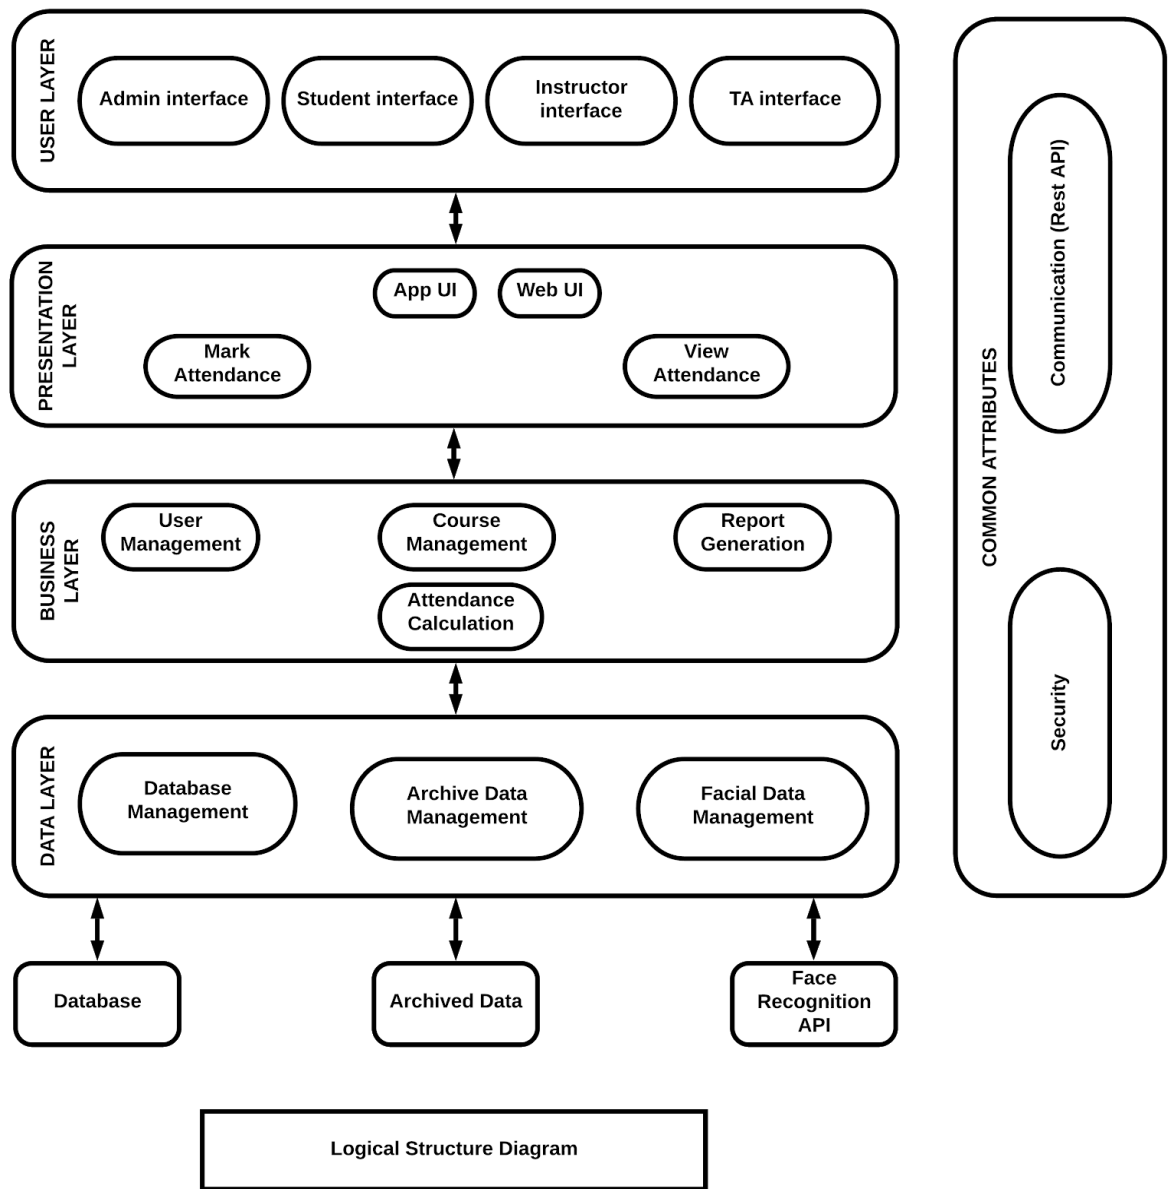 USER LAYER
Admin interface
Student interface
Instructor
interface
TA interface
PRESENTATION
LAYER
App UI
Web UI
Mark
Attendance
View
Attendance
BUSINESS
LAYER
User
Management
Course
Management
Report
Generation
Attendance
Calculation
DATA LAYER
Database
Management
Archive Data
Management
Facial Data
Management
Database
Archived Data
Face
Recognition
API
COMMON ATTRIBUTES
Communication (Rest API)
Security
Logical Structure Diagram